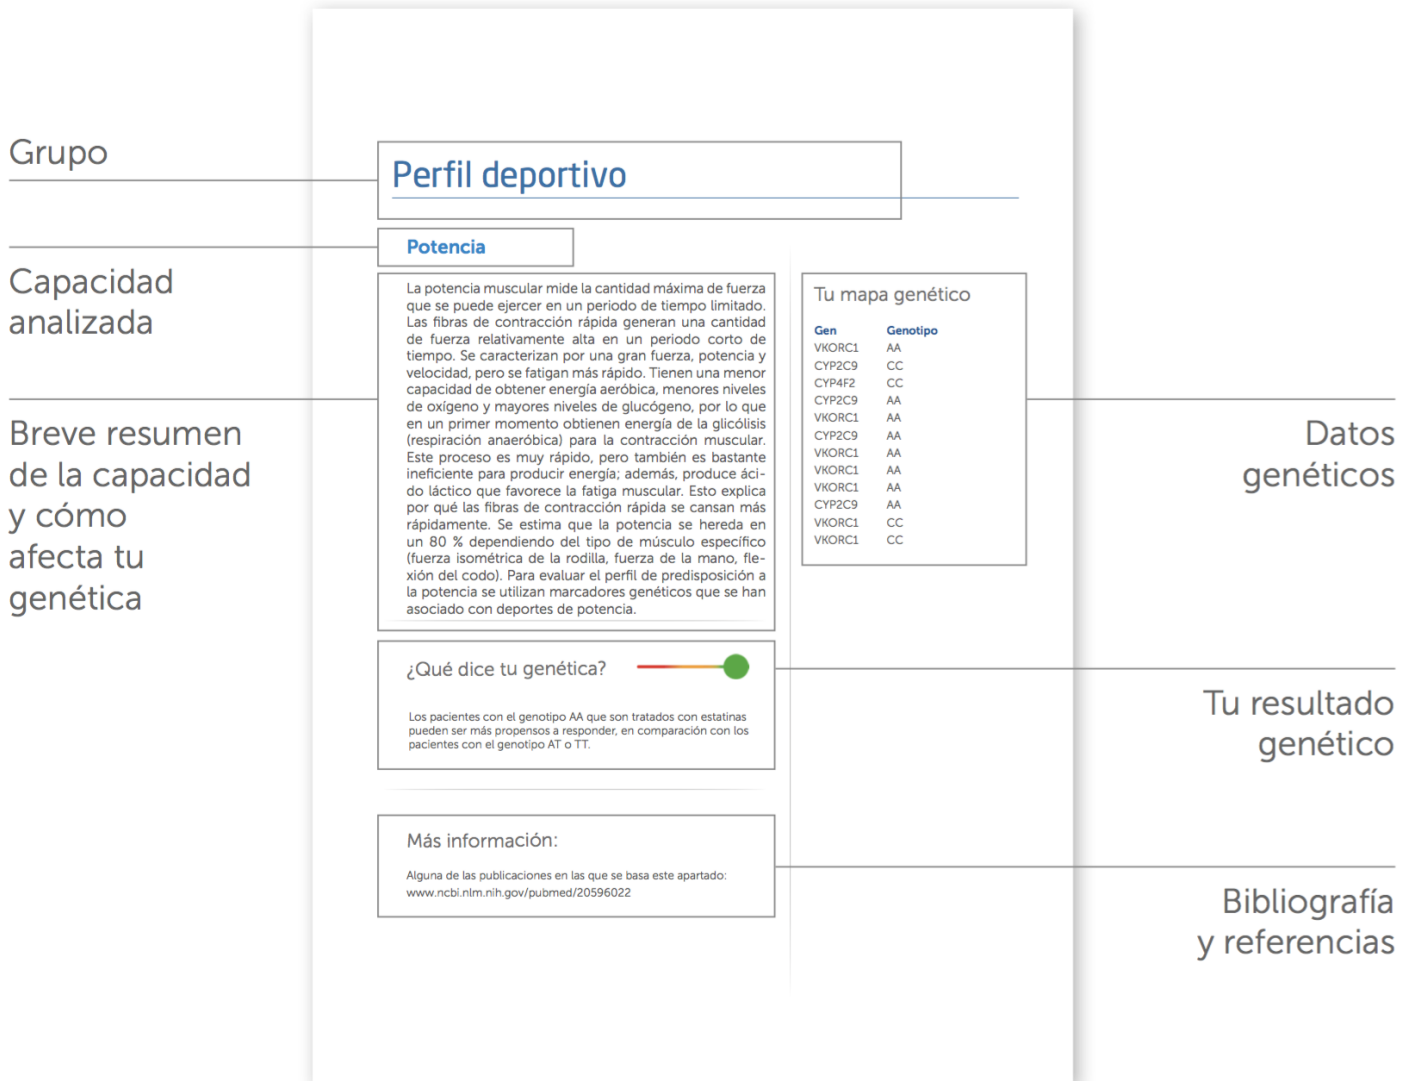 Grupo
Perfil deportivo
Potencia
Capacidad
analizada
La potencia muscular mide la cantidad máxima de fuerza
que se puede ejercer en un periodo de tiempo limitado.
Las fibras de contracción rápida generan una cantidad
de fuerza relativamente alta en un periodo corto de
tiempo. Se caracterizan por una gran fuerza, potencia y
velocidad, pero se fatigan más rápido. Tienen una menor
capacidad de obtener energía aeróbica, menores niveles
de oxígeno y mayores niveles de glucógeno, por lo que
en un primer momento obtienen energía de la glicólisis
(respiración anaeróbica) para la contracción muscular.
Este proceso es muy rápido, pero también es bastante
ineficiente para producir energía; además, produce áci-
do láctico que favorece la fatiga muscular. Esto explica
por qué las fibras de contracción rápida se cansan más
rápidamente. Se estima que la potencia se hereda en
un 80 % dependiendo del tipo de músculo específico
(fuerza isométrica de la rodilla, fuerza de la mano, fle-
xión del codo). Para evaluar el perfil de predisposición a
la potencia se utilizan marcadores genéticos que se han
asociado con deportes de potencia.
Breve resumen
de la capacidad
y cómo
afecta tu
genética
Tu mapa genético
Gen Genotipo
VKORC1 AA
CYP2C9 CC
CYP4F2 CC
CYP2C9 AA
VKORC1 AA
CYP2C9 AA
VKORC1 AA
VKORC1 AA
VKORC1 AA
CYP2C9 AA
VKORC1 CC
VKORC1 CC
Datos
genéticos
¿Qué dice tu genética?
Los pacientes con el genotipo AA que son tratados con estatinas
pueden ser más propensos a responder, en comparación con los
pacientes con el genotipo AT o TT.
Tu resultado
genético
Más información:
Alguna de las publicaciones en las que se basa este apartado:
www.ncbi.nlm.nih.gov/pubmed/20596022
Bibliografía
y referencias